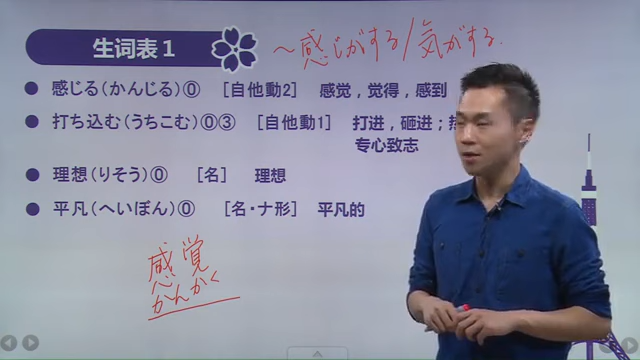 生词表1
～感じがする/気がする.
● 感じる(かんじる)⓪ [自他動2] 感觉，觉得，感到
● 打ち込む(うちこむ)⓪③ [自他動1] 打进，砸进；
专心致志
● 理想(りそう)⓪ [名] 理想
● 平凡(へいぼん)⓪ [名·ナ形] 平凡的
感覚
かんかく